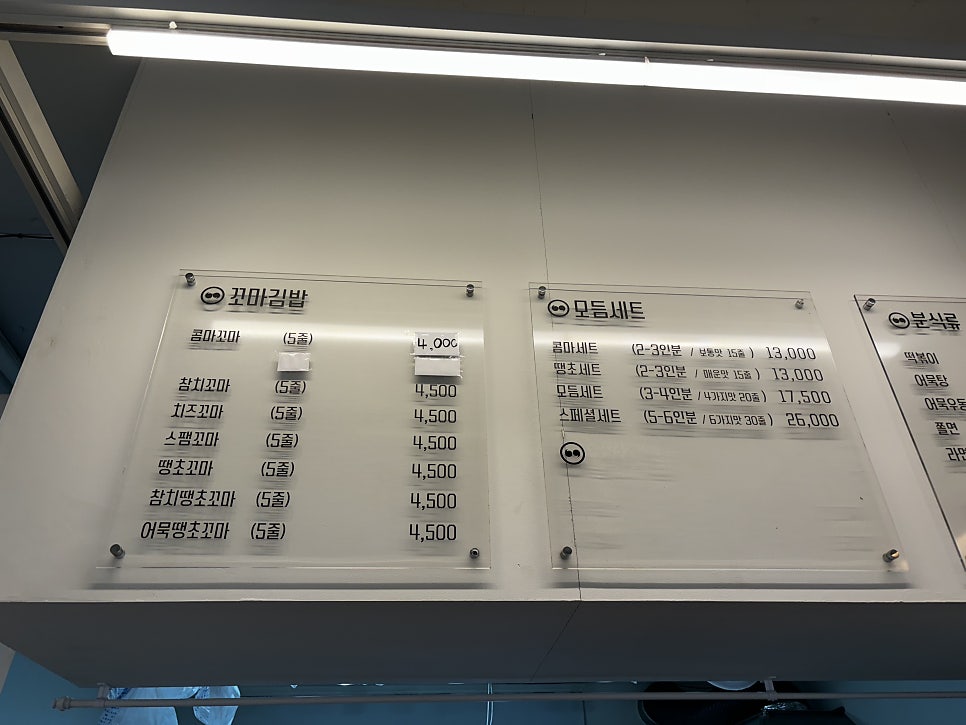 꼬마김밥
콤마꼬마 (5줄) 4,000
참치꼬마 (5줄) 4,500
치즈꼬마 (5줄) 4,500
스팸꼬마 (5줄) 4,500
땡초꼬마 (5줄) 4,500
참치땡초꼬마 (5줄) 4,500
어묵땡초꼬마 (5줄) 4,500
모듬세트
콤마세트 (2-3인분 / 보통맛 15줄) 13,000
땡초세트 (2-3인분 / 매운맛 15줄) 13,000
모듬세트 (3-4인분 / 4가지맛 20줄) 17,500
스페셜세트 (5-6인분 / 6가지맛 30줄) 26,000
분식류
떡볶이
어묵탕
어묵우동
쫄면
라면